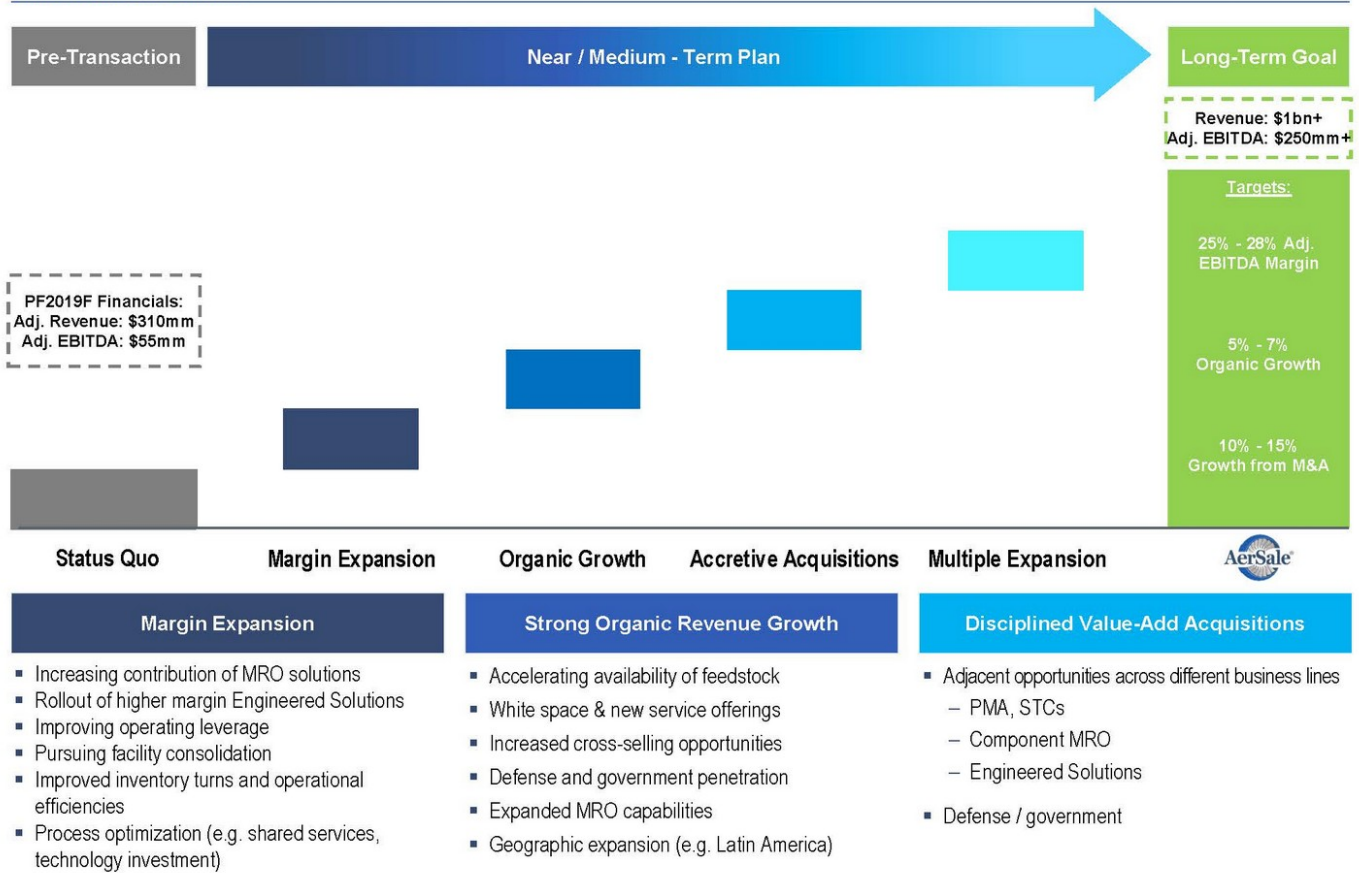 Pre-Transaction
Near / Medium - Term Plan
Long-Term Goal
Revenue: $1bn+
Adj. EBITDA: $250mm+
Targets:
25% - 28% Adj.
EBITDA Margin
5% - 7%
Organic Growth
10% - 15%
Growth from M&A
PF2019F Financials:
Adj. Revenue: $310mm
Adj. EBITDA: $55mm
Status Quo
Margin Expansion
Organic Growth
Accretive Acquisitions
Multiple Expansion
AerSale®
Margin Expansion
▪ Increasing contribution of MRO solutions
▪ Rollout of higher margin Engineered Solutions
▪ Improving operating leverage
▪ Pursuing facility consolidation
▪ Improved inventory turns and operational
efficiencies
▪ Process optimization (e.g. shared services,
technology investment)
Strong Organic Revenue Growth
▪ Accelerating availability of feedstock
▪ White space & new service offerings
▪ Increased cross-selling opportunities
▪ Defense and government penetration
▪ Expanded MRO capabilities
▪ Geographic expansion (e.g. Latin America)
Disciplined Value-Add Acquisitions
▪ Adjacent opportunities across different business lines
– PMA, STCs
– Component MRO
– Engineered Solutions
▪ Defense / government